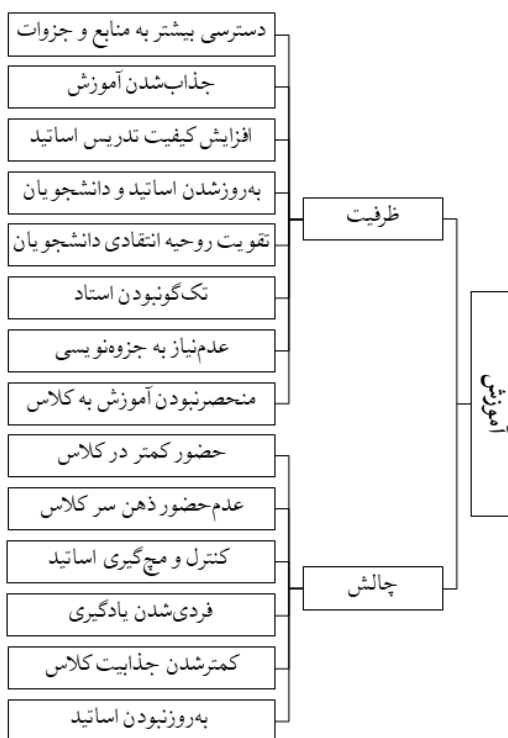 آموزش
ظرفیت
دسترسی بیشتر به منابع و جزوات
جذاب‌شدن آموزش
افزایش کیفیت تدریس اساتید
به‌روزشدن اساتید و دانشجویان
تقویت روحیه انتقادی دانشجویان
تک‌گونبودن استاد
عدم‌نیاز به جزوه‌نویسی
منحصرنبودن آموزش به کلاس
چالش
حضور کمتر در کلاس
عدم‌حضور ذهن سر کلاس
کنترل و مچ‌گیری اساتید
فردی‌شدن یادگیری
کمترشدن جذابیت کلاس
به‌روزنبودن اساتید